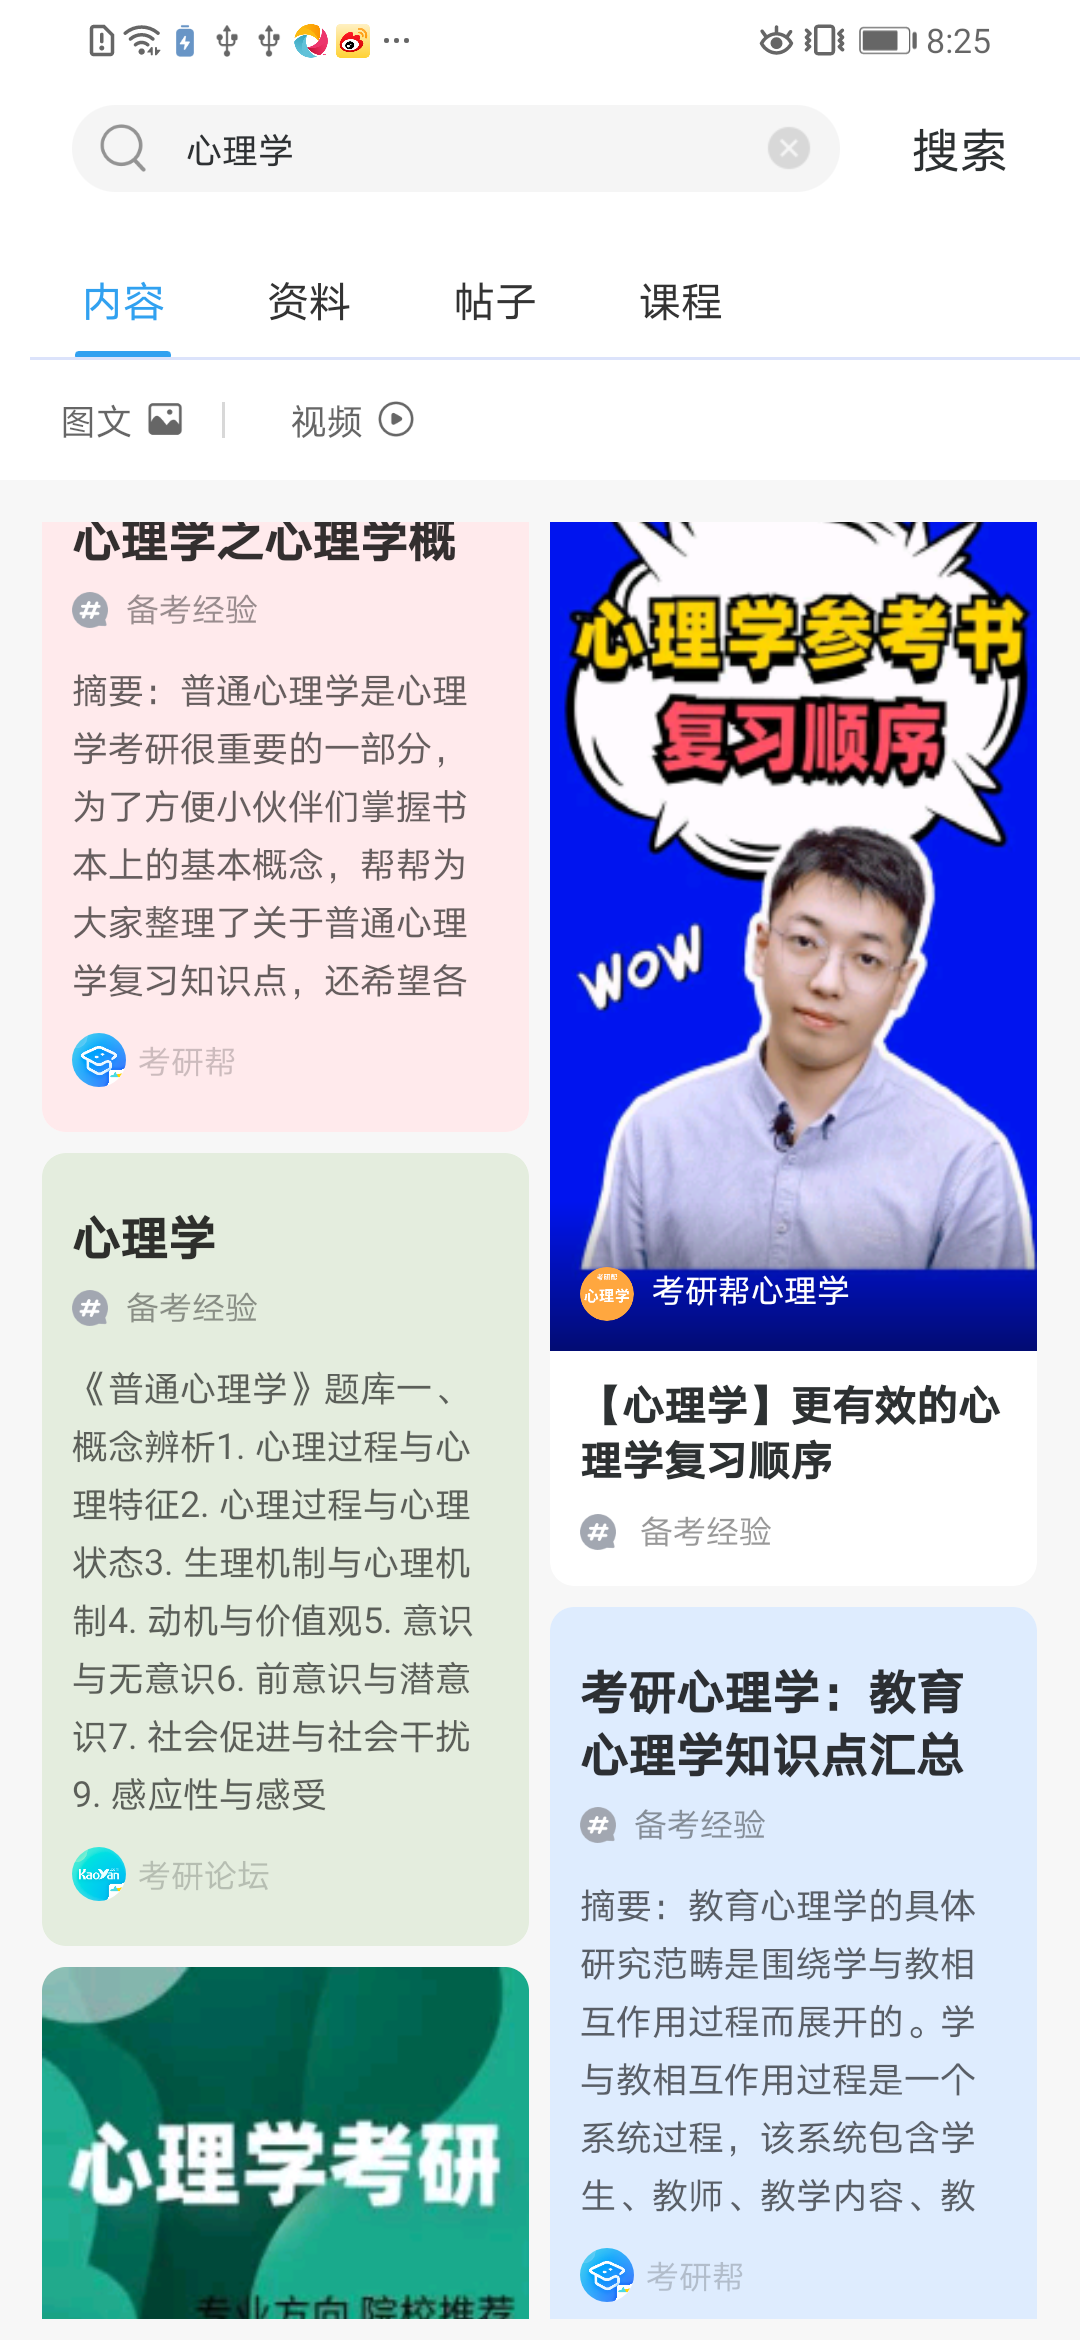 8:25
心理学
搜索
内容
资料
帖子
课程
图文
视频
心理学之心理学概
备考经验
摘要：普通心理学是心理
学考研很重要的一部分，
为了方便小伙伴们掌握书
本上的基本概念，帮帮为
大家整理了关于普通心理
学复习知识点，还希望各
考研帮
心理学
备考经验
《普通心理学》题库一、
概念辨析1. 心理过程与心
理特征2. 心理过程与心理
状态3. 生理机制与心理机
制4. 动机与价值观5. 意识
与无意识6. 前意识与潜意
识7. 社会促进与社会干扰
9. 感应性与感受
KaoYan
考研论坛
心理学考研
专业方向 院校推荐
心理学参考书
复习顺序
WOW
考研帮
心理学
考研帮心理学
【心理学】更有效的心
理学复习顺序
备考经验
考研心理学：教育
心理学知识点汇总
备考经验
摘要：教育心理学的具体
研究范畴是围绕学与教相
互作用过程而展开的。学
与教相互作用过程是一个
系统过程，该系统包含学
生、教师、教学内容、教
考研帮